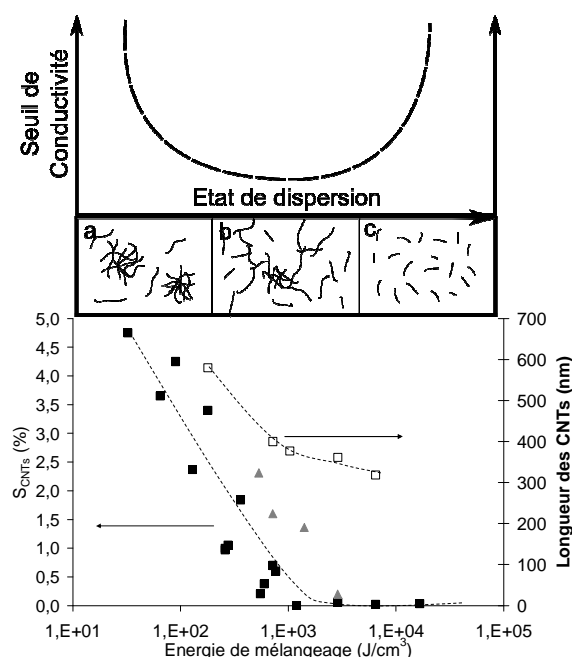 Seuil de
Conductivité
Etat de dispersion
a
b
c
5,0
4,5
4,0
3,5
3,0
2,5
2,0
1,5
1,0
0,5
0,0
S_CNTs (%)
700
600
500
400
300
200
100
0
Longueur des CNTs (nm)
1,E+01
1,E+02
1,E+03
1,E+04
1,E+05
Energie de mélangeage (J/cm³)